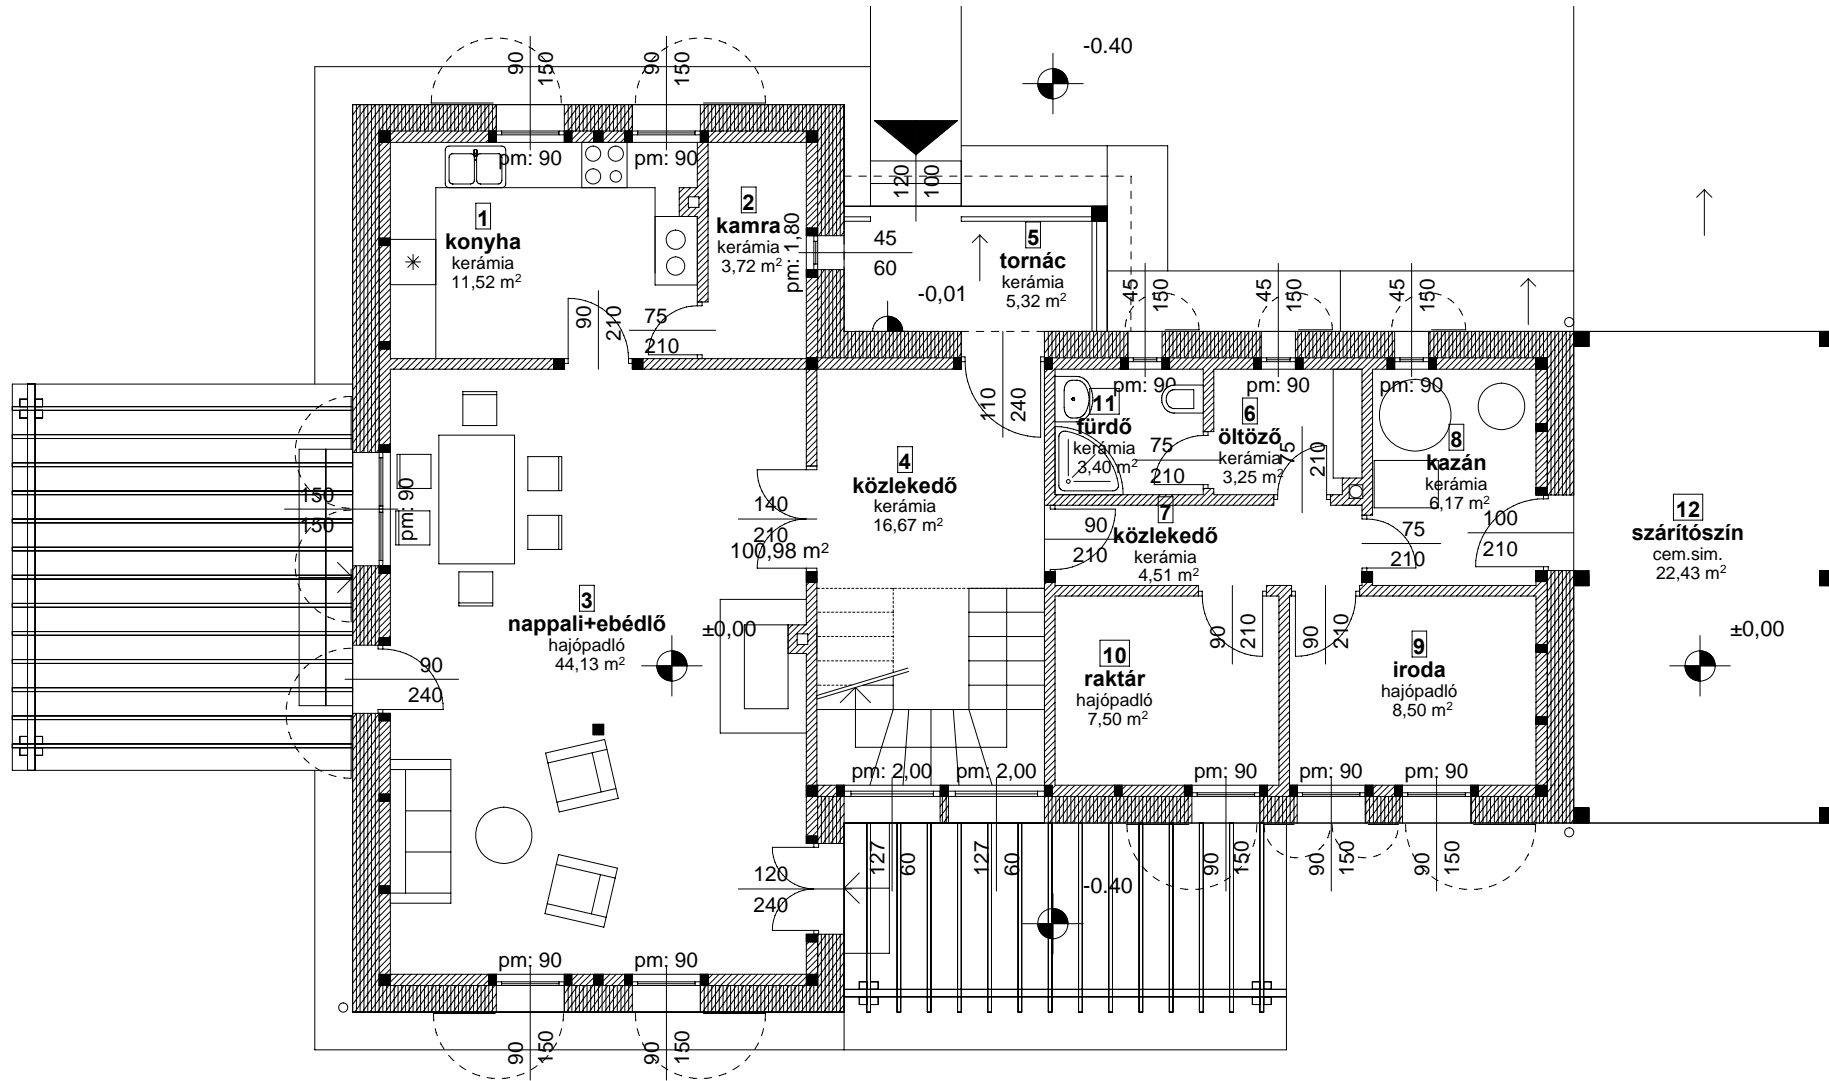 -0.40
90
150
90
150
pm: 90
pm: 90
120
100
1
konyha
kerámia
11,52 m²
2
kamra
kerámia
3,72 m²
pm: 1,80
45
60
5
tornác
kerámia
5,32 m²
-0,01
90
210
75
210
45
150
45
150
45
150
pm: 90
pm: 90
pm: 90
110
240
11
fürdő
kerámia
3,40 m²
75
210
6
öltöző
kerámia
3,25 m²
75
210
8
kazán
kerámia
6,17 m²
4
közlekedő
kerámia
16,67 m²
150
150
pm: 90
140
210
100,98 m²
90
210
7
közlekedő
kerámia
4,51 m²
75
210
100
210
12
szárítószín
cem.sim.
22,43 m²
3
nappali+ebédlő
hajópadló
44,13 m²
±0,00
90
210
90
210
±0,00
90
240
10
raktár
hajópadló
7,50 m²
9
iroda
hajópadló
8,50 m²
pm: 2,00
pm: 2,00
pm: 90
pm: 90
pm: 90
127
60
127
60
90
150
90
150
90
150
120
240
-0.40
pm: 90
pm: 90
90
150
90
150